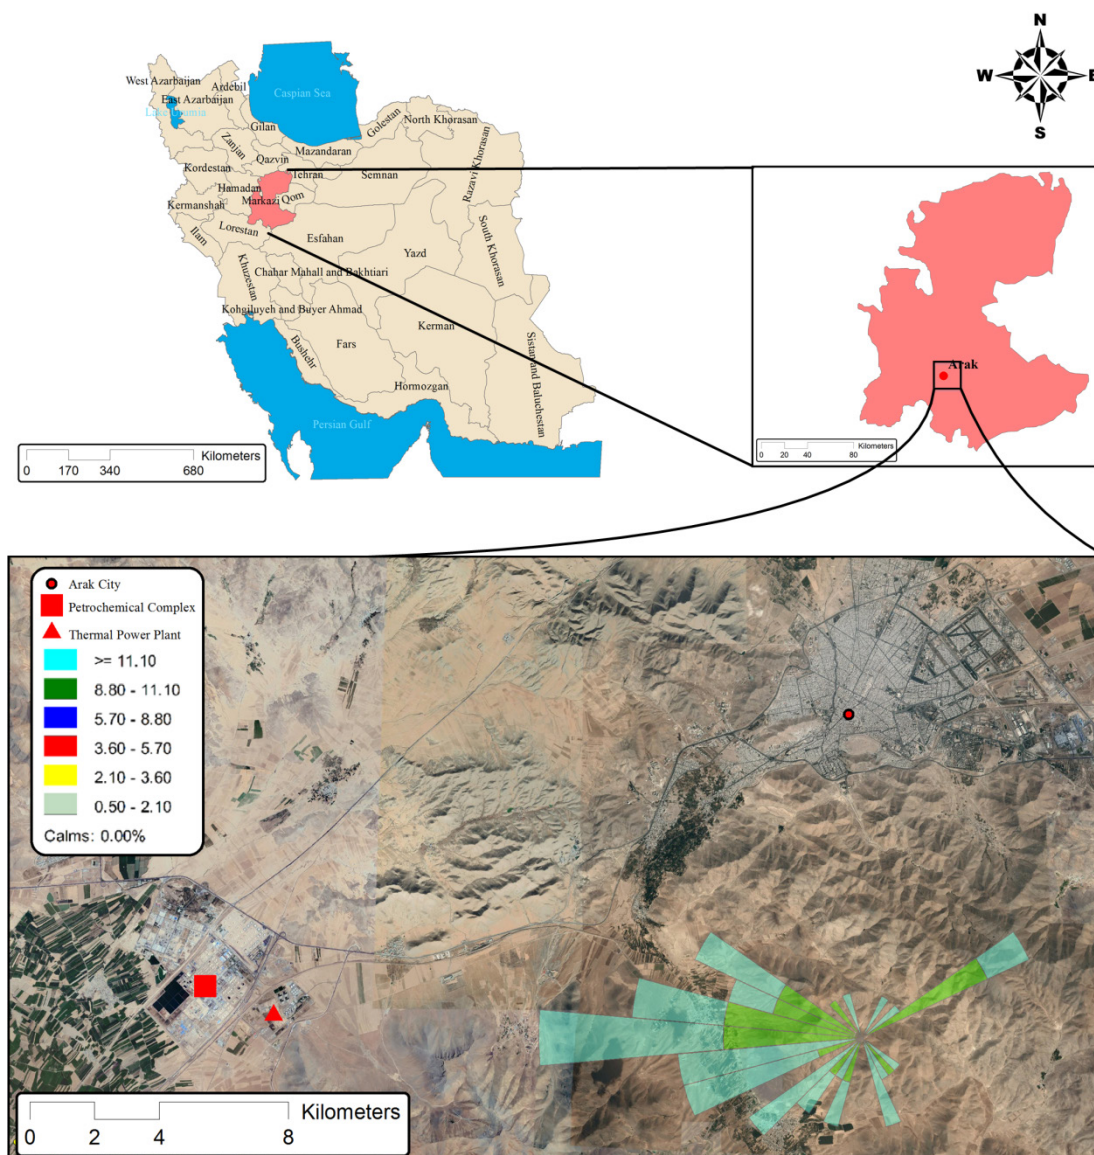 N
W
E
S
West Azarbaijan
Ardebil
East Azarbaijan
Lake Urumia
Caspian Sea
Gilan
Golestan
North Khorasan
Zanjan
Mazandaran
Qazvin
Kordestan
Tehran
Semnan
Razavi Khorasan
Hamadan
Markazi
Qom
Kermanshah
Lorestan
Ilam
Esfahan
Yazd
South Khorasan
Khuzestan
Chahar Mahall and Bakhtiari
Kohgiluyeh and Buyer Ahmad
Kerman
Bushehr
Fars
Sistan and Baluchestan
Hormozgan
Persian Gulf
Kilometers
0 170 340 680
Arak
Kilometers
0 20 40 80
Arak City
Petrochemical Complex
Thermal Power Plant
>= 11.10
8.80 - 11.10
5.70 - 8.80
3.60 - 5.70
2.10 - 3.60
0.50 - 2.10
Calms: 0.00%
Kilometers
0 2 4 8